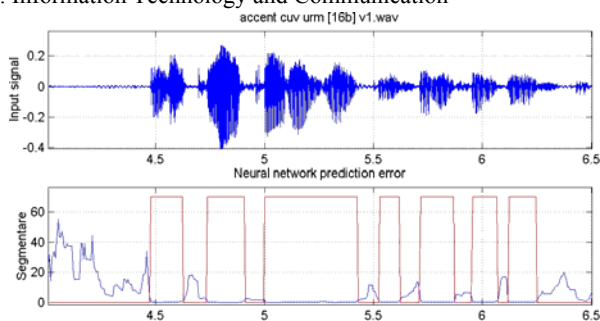 . Information Technology and Communication
accent cuv urm [16b] v1.wav
Input signal
0.2
0
-0.2
-0.4
4.5 5 5.5 6 6.5
Neural network prediction error
Segmentare
60
40
20
0
4.5 5 5.5 6 6.5